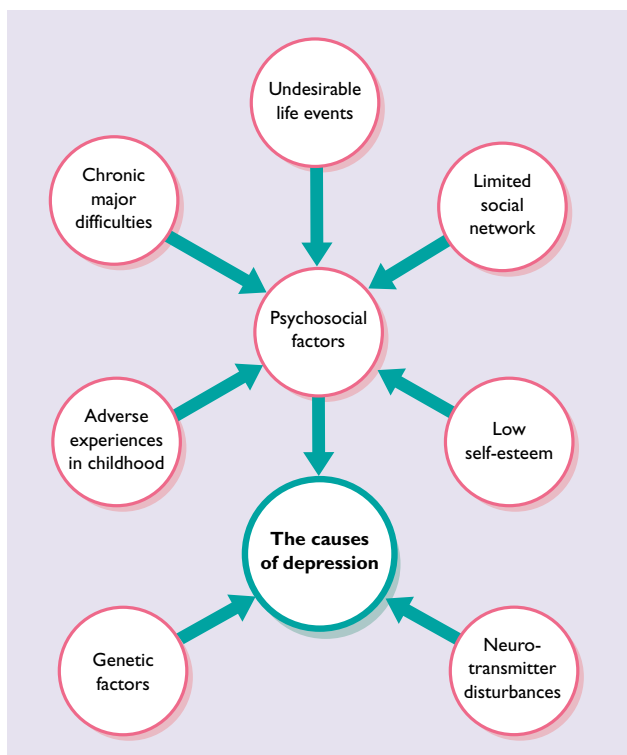 Undesirable
life events
Chronic
major
difficulties
Limited
social
network
Psychosocial
factors
Adverse
experiences
in childhood
Low
self-esteem
The causes
of depression
Genetic
factors
Neuro-
transmitter
disturbances